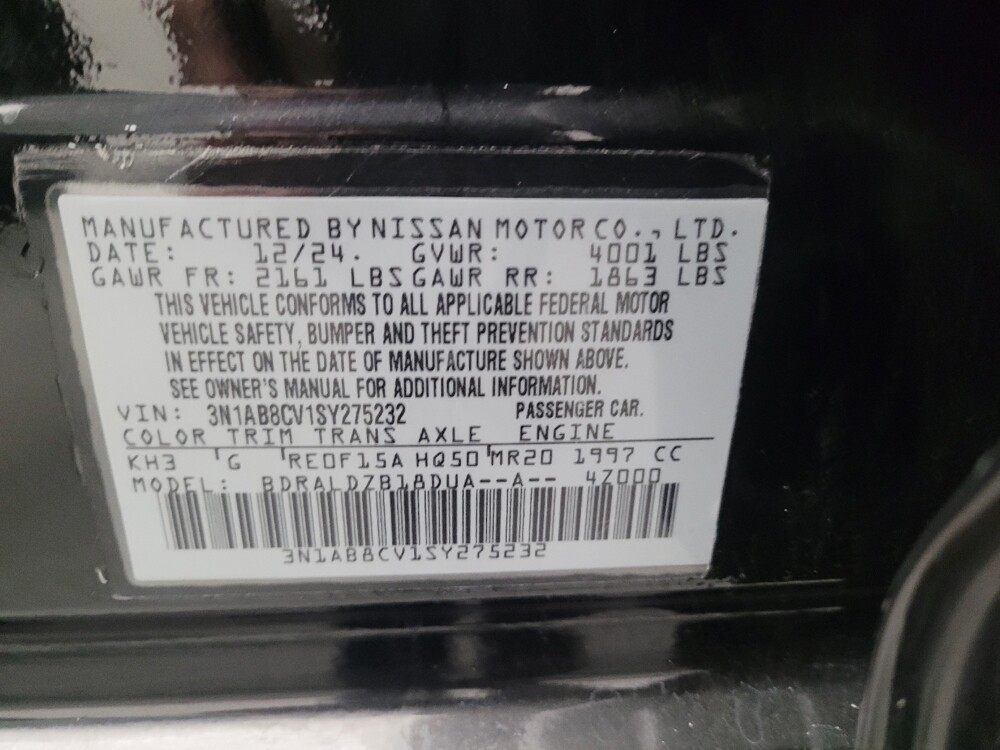 MANUFACTURED BY NISSAN MOTOR CO., LTD.
DATE: 12/24. GVWR: 4001 LBS
GAWR FR: 2161 LBS GAWR RR: 1863 LBS
THIS VEHICLE CONFORMS TO ALL APPLICABLE FEDERAL MOTOR
VEHICLE SAFETY, BUMPER AND THEFT PREVENTION STANDARDS
IN EFFECT ON THE DATE OF MANUFACTURE SHOWN ABOVE.
SEE OWNER'S MANUAL FOR ADDITIONAL INFORMATION.
VIN: 3N1AB8CV1SY275232 PASSENGER CAR.
COLOR TRIM TRANS AXLE ENGINE
KH3 G RE0F15A HQ50 MR20 1997 CC
MODEL: BDRALDZB18DUA--A-- 4Z000
3N1AB8CV1SY275232